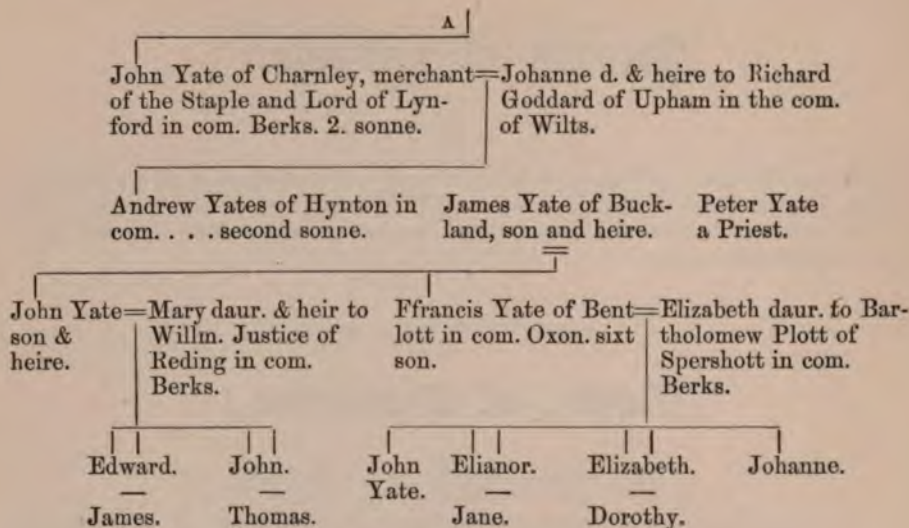 A
John Yate of Charnley, merchant=Johanne d. & heire to Richard
of the Staple and Lord of Lyn- Goddard of Upham in the com.
ford in com. Berks. 2. sonne. of Wilts.
Andrew Yates of Hynton in James Yate of Buck- Peter Yate
com. . . . second sonne. land, son and heire. a Priest.
John Yate=Mary daur. & heir to Ffrancis Yate of Bent=Elizabeth daur. to Bar-
son & Willm. Justice of lott in com. Oxon. sixt tholomew Plott of
heire. Reding in com. son. Spershott in com.
Berks. Berks.
Edward. John. John Elianor. Elizabeth. Johanne.
— — Yate. — —
James. Thomas. Jane. Dorothy.